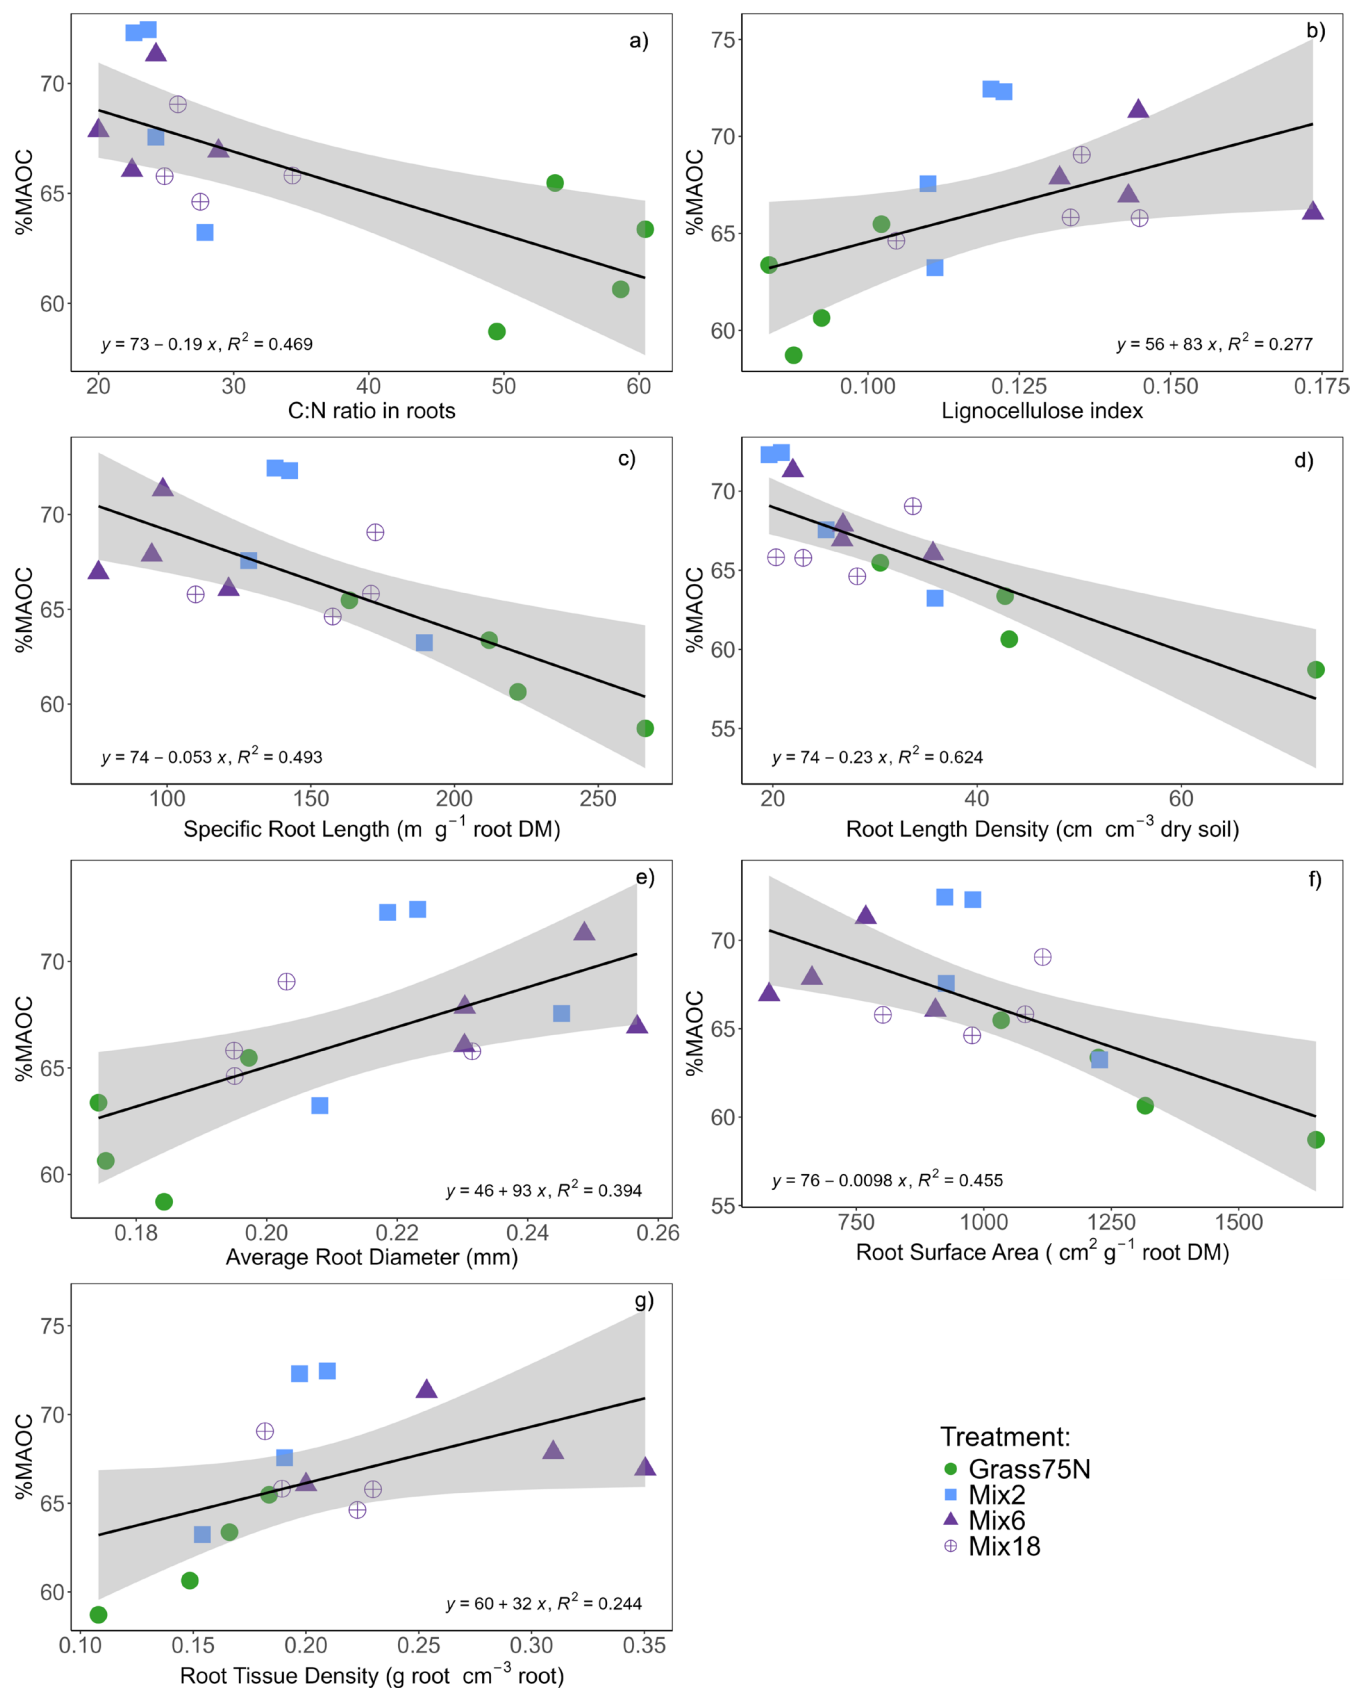 a)
%MAOC
70
65
60
y = 73 − 0.19 x, R² = 0.469
20 30 40 50 60
C:N ratio in roots
b)
%MAOC
75
70
65
60
y = 56 + 83 x, R² = 0.277
0.100 0.125 0.150 0.175
Lignocellulose index
c)
%MAOC
70
65
60
y = 74 − 0.053 x, R² = 0.493
100 150 200 250
Specific Root Length (m g⁻¹ root DM)
d)
%MAOC
70
65
60
55
y = 74 − 0.23 x, R² = 0.624
20 40 60
Root Length Density (cm cm⁻³ dry soil)
e)
%MAOC
70
65
60
y = 46 + 93 x, R² = 0.394
0.18 0.20 0.22 0.24 0.26
Average Root Diameter (mm)
f)
%MAOC
70
65
60
55
y = 76 − 0.0098 x, R² = 0.455
750 1000 1250 1500
Root Surface Area ( cm² g⁻¹ root DM)
g)
%MAOC
75
70
65
60
y = 60 + 32 x, R² = 0.244
0.10 0.15 0.20 0.25 0.30 0.35
Root Tissue Density (g root cm⁻³ root)
Treatment:
Grass75N
Mix2
Mix6
Mix18